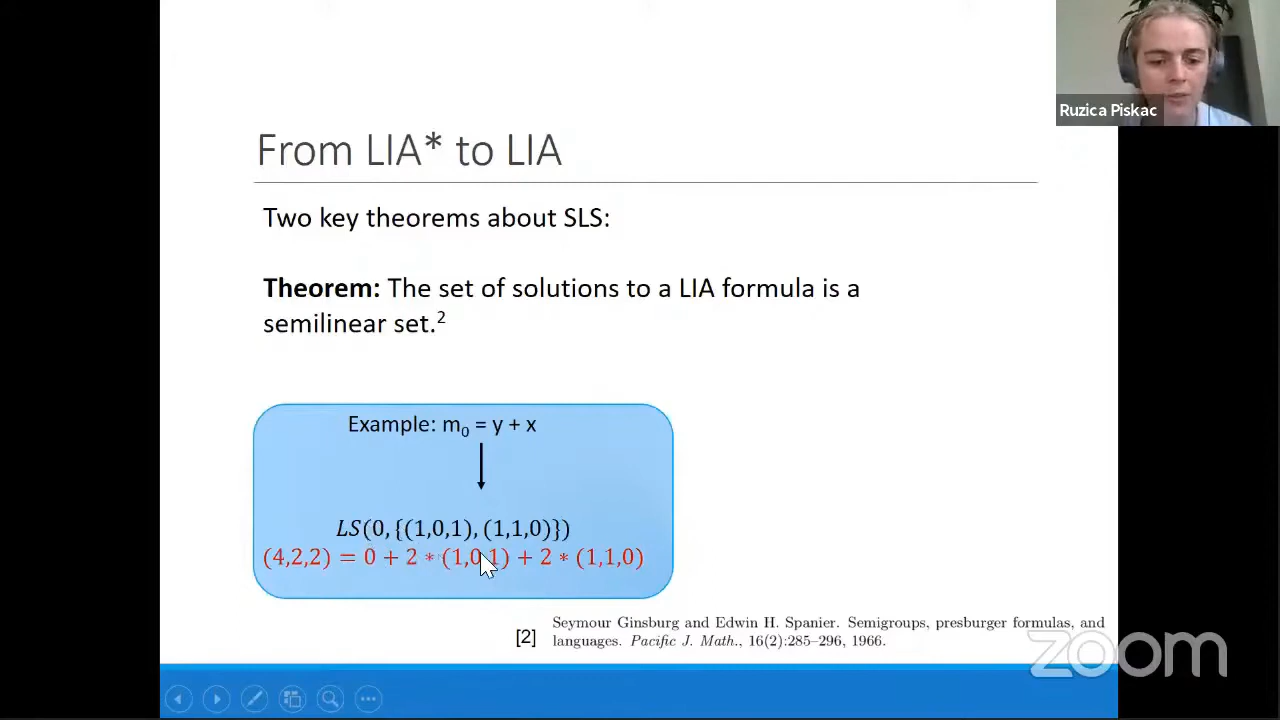 Ruzica Piskac
From LIA* to LIA
Two key theorems about SLS:
Theorem: The set of solutions to a LIA formula is a
semilinear set.²
Example: m₀ = y + x
LS(0, {(1,0,1), (1,1,0)})
(4,2,2) = 0 + 2 * (1,0,1) + 2 * (1,1,0)
[2] Seymour Ginsburg and Edwin H. Spanier. Semigroups, presburger formulas, and
languages. Pacific J. Math., 16(2):285–296, 1966.
zoom